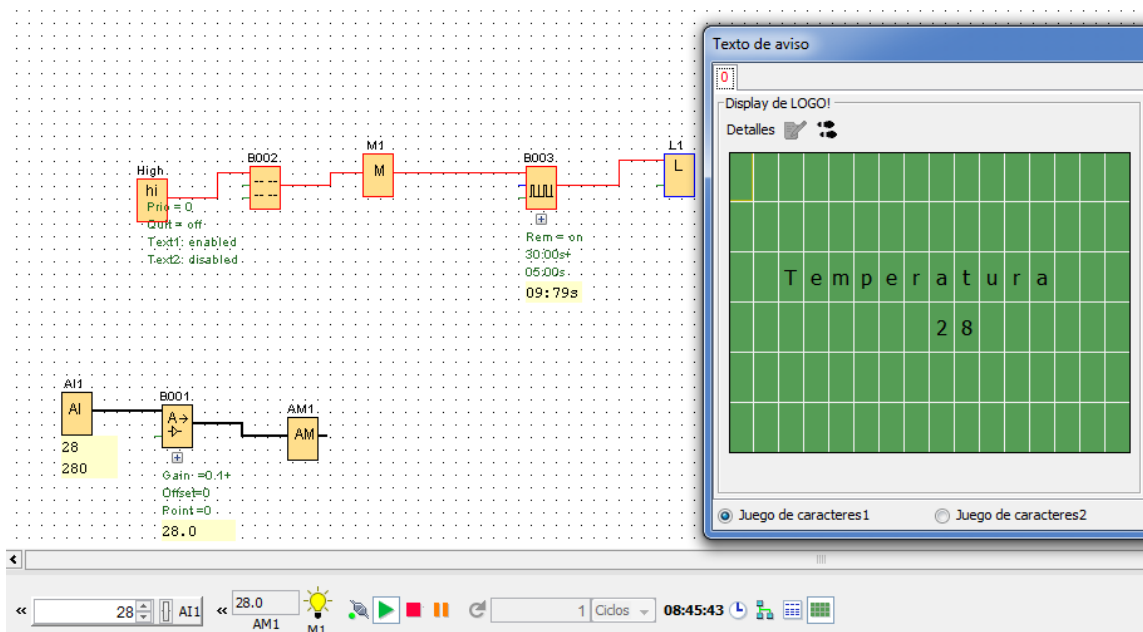 Texto de aviso
0
Display de LOGO!
Detalles
Temperatura
28
High
hi
Prio = 0
Quit = off
Text1: enabled
Text2: disabled
B002
M1
M
B003
Rem = on
30:00s+
05:00s
09:79s
L1
L
AI1
AI
28
280
B001
A→
Gain =0.1+
Offset=0
Point=0
28.0
AM1
AM
Juego de caracteres1
Juego de caracteres2
«
28
AI1
«
28.0
AM1
M1
1
Ciclos
08:45:43